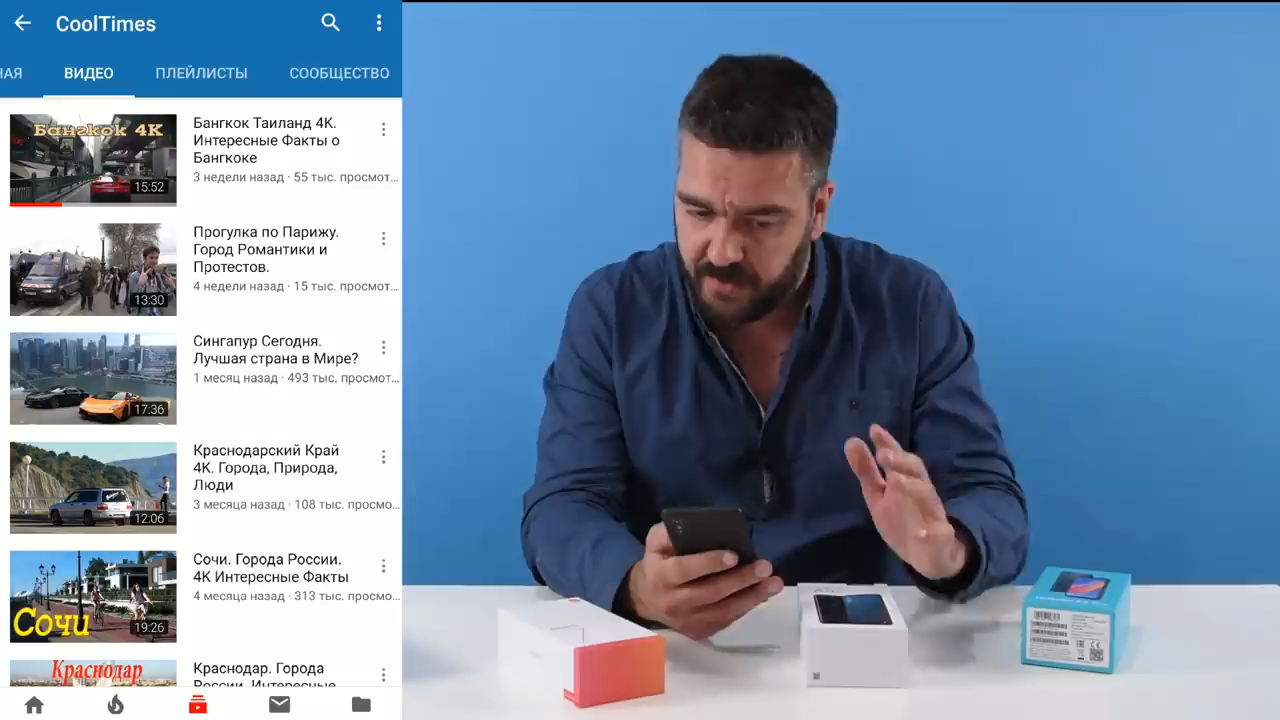 CoolTimes
НАЯ
ВИДЕО
ПЛЕЙЛИСТЫ
СООБЩЕСТВО
Бангкок 4К
15:52
Бангкок Таиланд 4K.
Интересные Факты о
Бангкоке
3 недели назад · 55 тыс. просмот...
13:30
Прогулка по Парижу.
Город Романтики и
Протестов.
4 недели назад · 15 тыс. просмот...
17:36
Сингапур Сегодня.
Лучшая страна в Мире?
1 месяц назад · 493 тыс. просмот...
12:06
Краснодарский Край
4K. Города, Природа,
Люди
3 месяца назад · 108 тыс. просмо...
Сочи
19:26
Сочи. Города России.
4K Интересные Факты
4 месяца назад · 313 тыс. просмо...
Краснодар
Краснодар. Города
России. Интересные